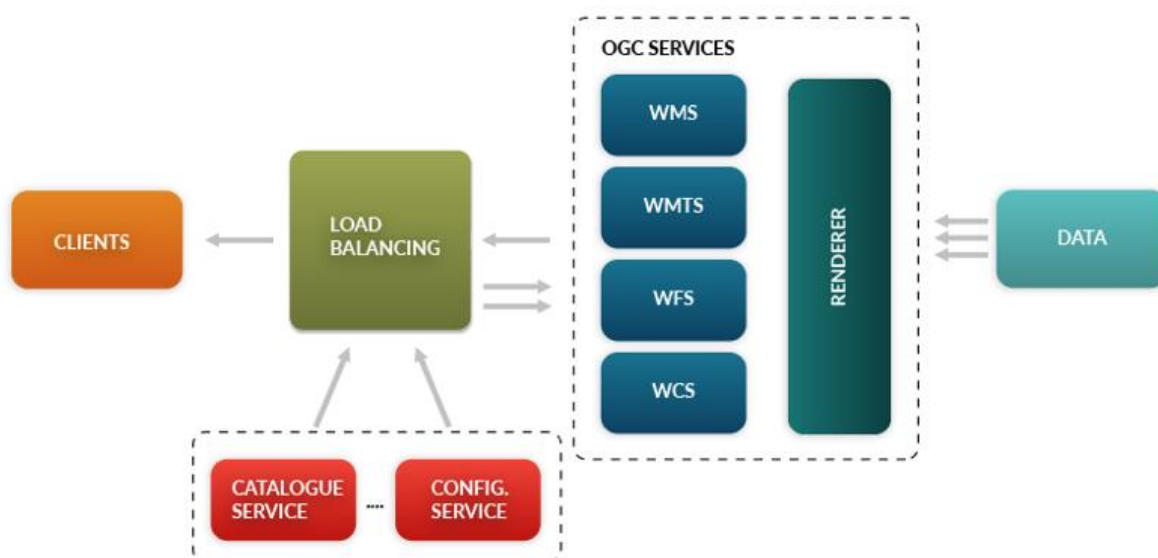 OGC SERVICES
WMS
WMTS
WFS
WCS
RENDERER
DATA
LOAD
BALANCING
CLIENTS
CATALOGUE
SERVICE
....
CONFIG.
SERVICE